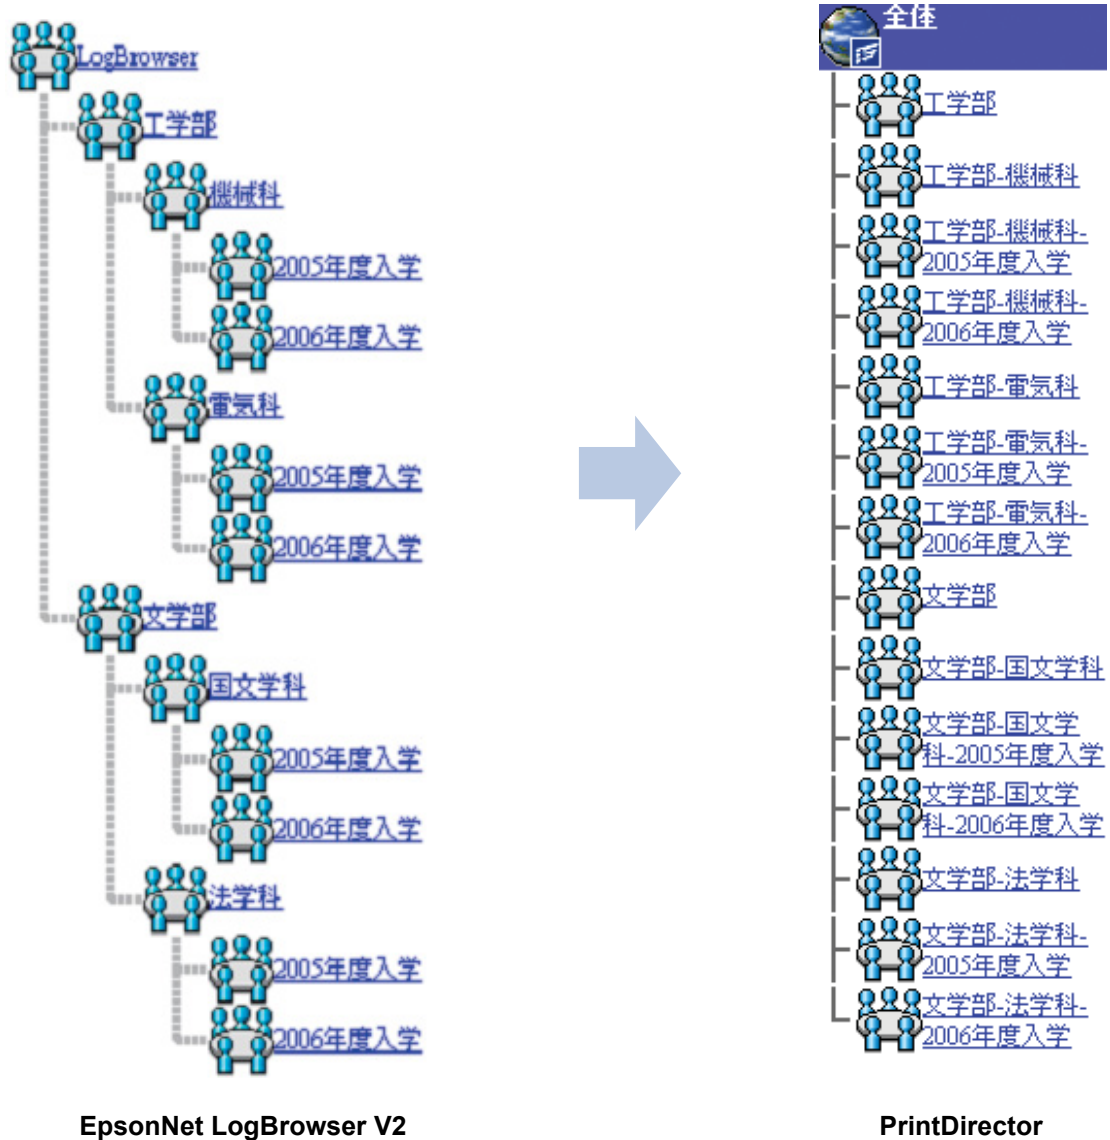 LogBrowser
工学部
機械科
2005年度入学
2006年度入学
電気科
2005年度入学
2006年度入学
文学部
国文学科
2005年度入学
2006年度入学
法学科
2005年度入学
2006年度入学
EpsonNet LogBrowser V2
全体
工学部
工学部-機械科
工学部-機械科-
2005年度入学
工学部-機械科-
2006年度入学
工学部-電気科
工学部-電気科-
2005年度入学
工学部-電気科-
2006年度入学
文学部
文学部-国文学科
文学部-国文学
科-2005年度入学
文学部-国文学
科-2006年度入学
文学部-法学科
文学部-法学科-
2005年度入学
文学部-法学科-
2006年度入学
PrintDirector